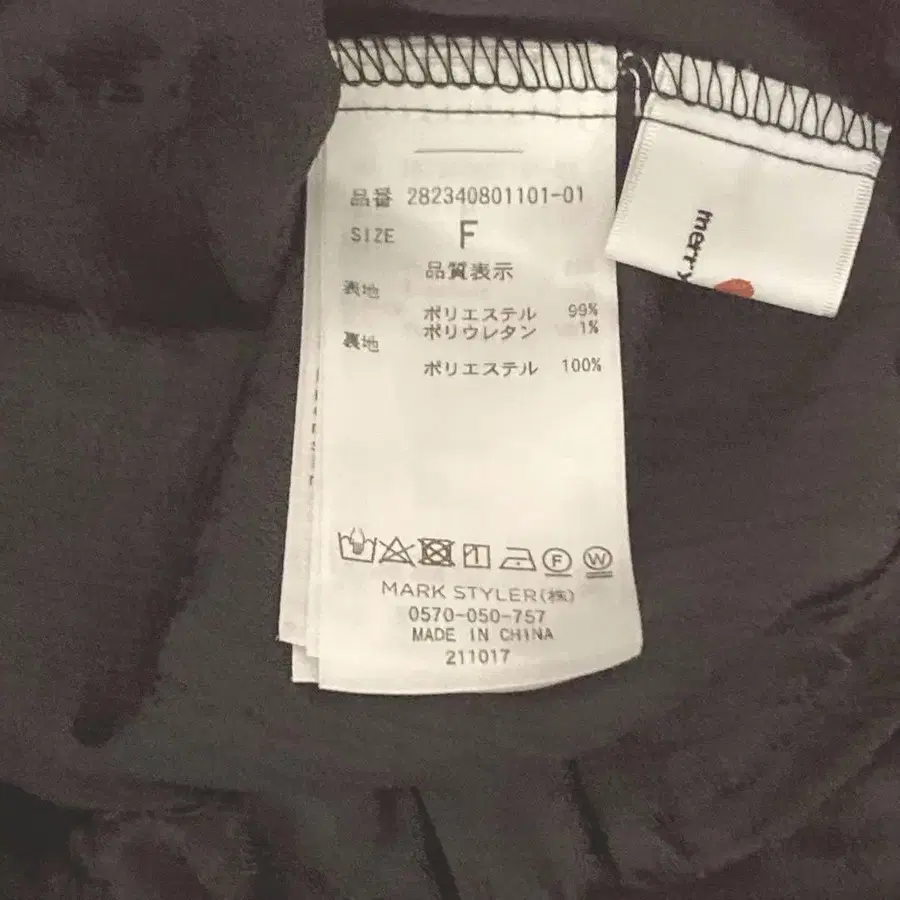 品番 282340801101-01
SIZE F
品質表示
表地
ポリエステル 99%
ポリウレタン 1%
裏地
ポリエステル 100%
F W
MARK STYLER(株)
0570-050-757
MADE IN CHINA
211017
merry